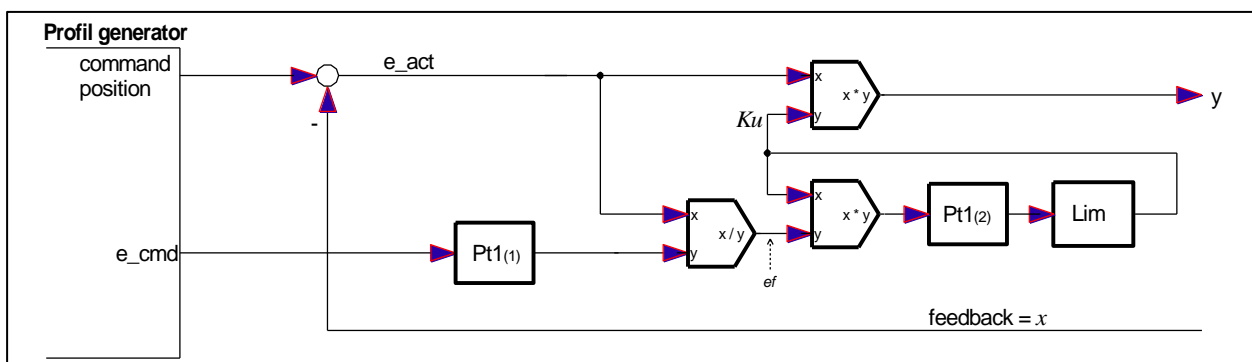 Profil generator
command
position
e_act
-
x
y
x * y
y
Ku
e_cmd
Pt1(1)
x
y
x / y
ef
x
y
x * y
Pt1(2)
Lim
feedback = x